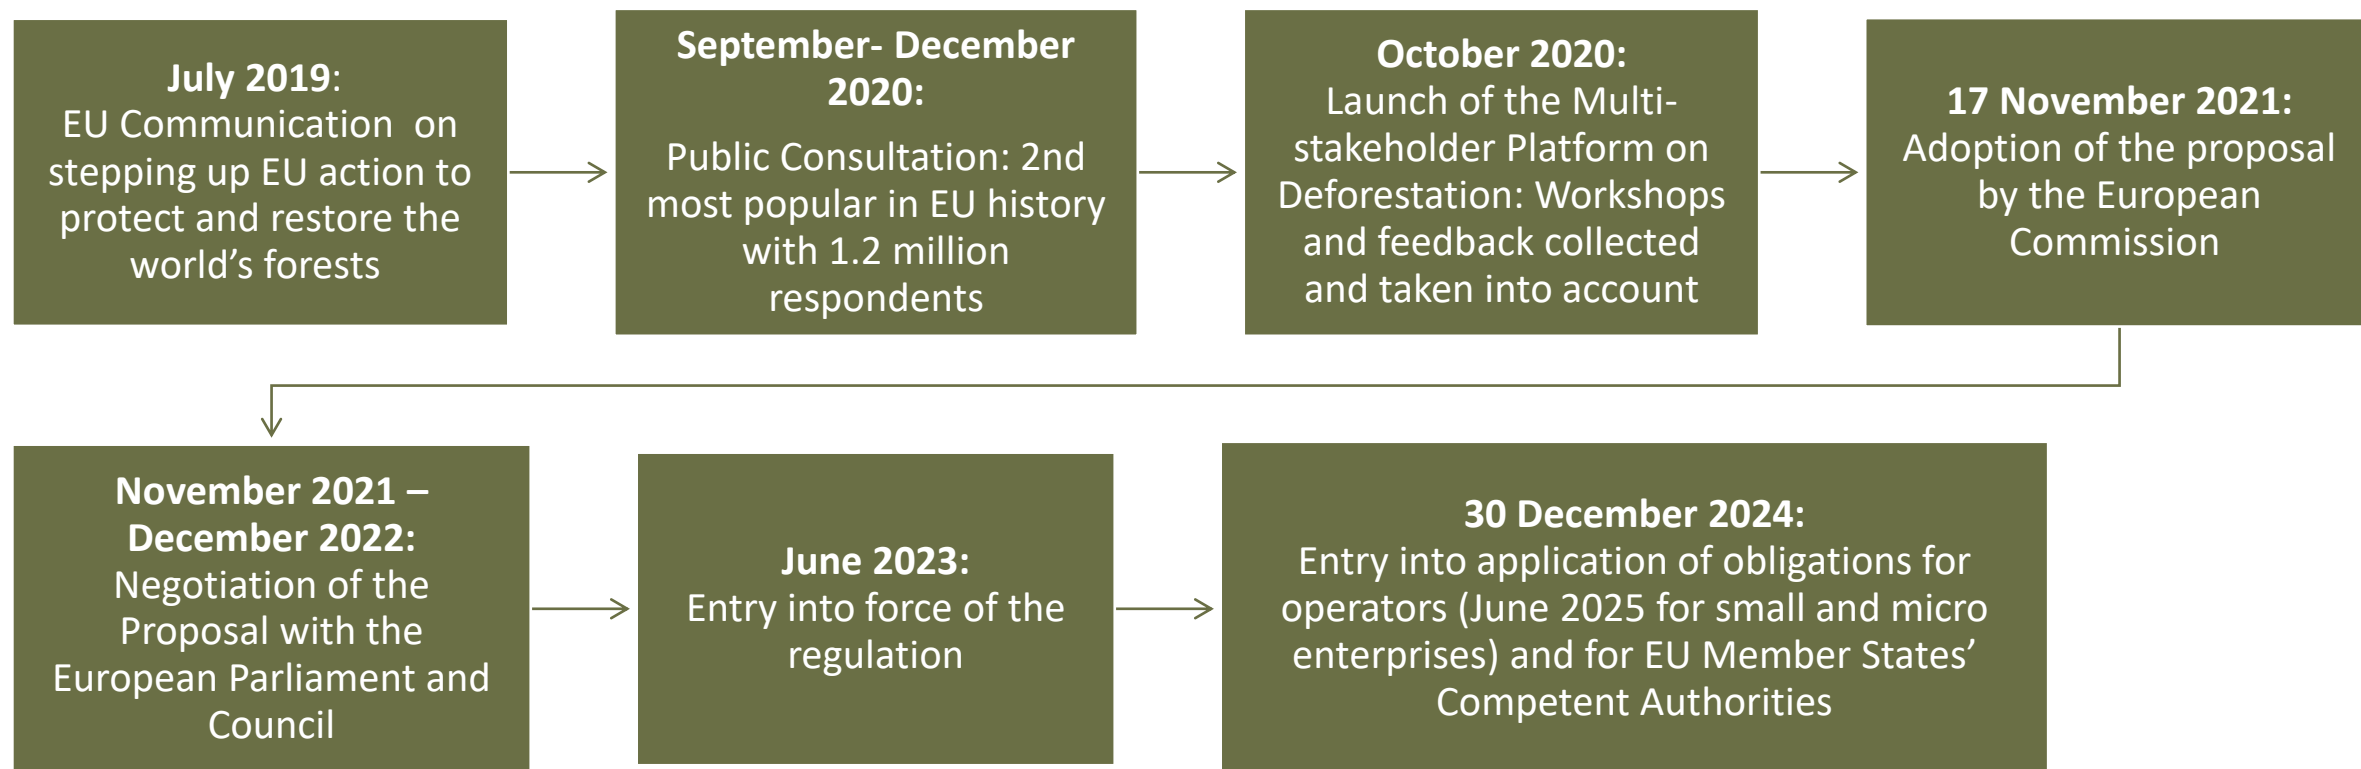 July 2019:
EU Communication  on
stepping up EU action to
protect and restore the
world’s forests
September- December
2020:
Public Consultation: 2nd
most popular in EU history
with 1.2 million
respondents
October 2020:
Launch of the Multi-
stakeholder Platform on
Deforestation: Workshops
and feedback collected
and taken into account
17 November 2021:
Adoption of the proposal
by the European
Commission
November 2021 –
December 2022:
Negotiation of the
Proposal with the
European Parliament and
Council
June 2023:
Entry into force of the
regulation
30 December 2024:
Entry into application of obligations for
operators (June 2025 for small and micro
enterprises) and for EU Member States’
Competent Authorities